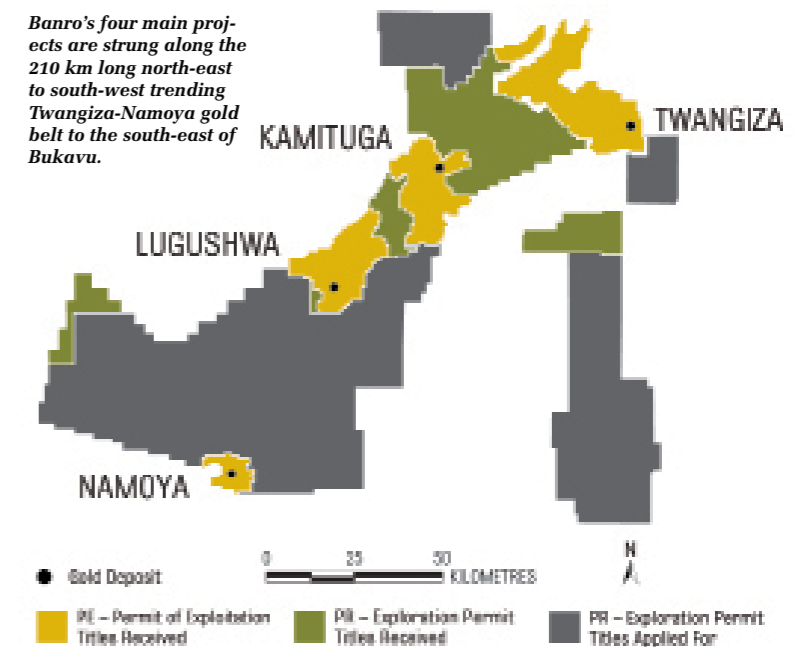 Banro's four main proj-
ects are strung along the
210 km long north-east
to south-west trending
Twangiza-Namoya gold
belt to the south-east of
Bukavu.
TWANGIZA
KAMITUGA
LUGUSHWA
NAMOYA
N
0 25 50
KILOMETRES
Gold Deposit
PE – Permit of Exploitation
Titles Received
PR – Exploration Permit
Titles Received
PR – Exploration Permit
Titles Applied For